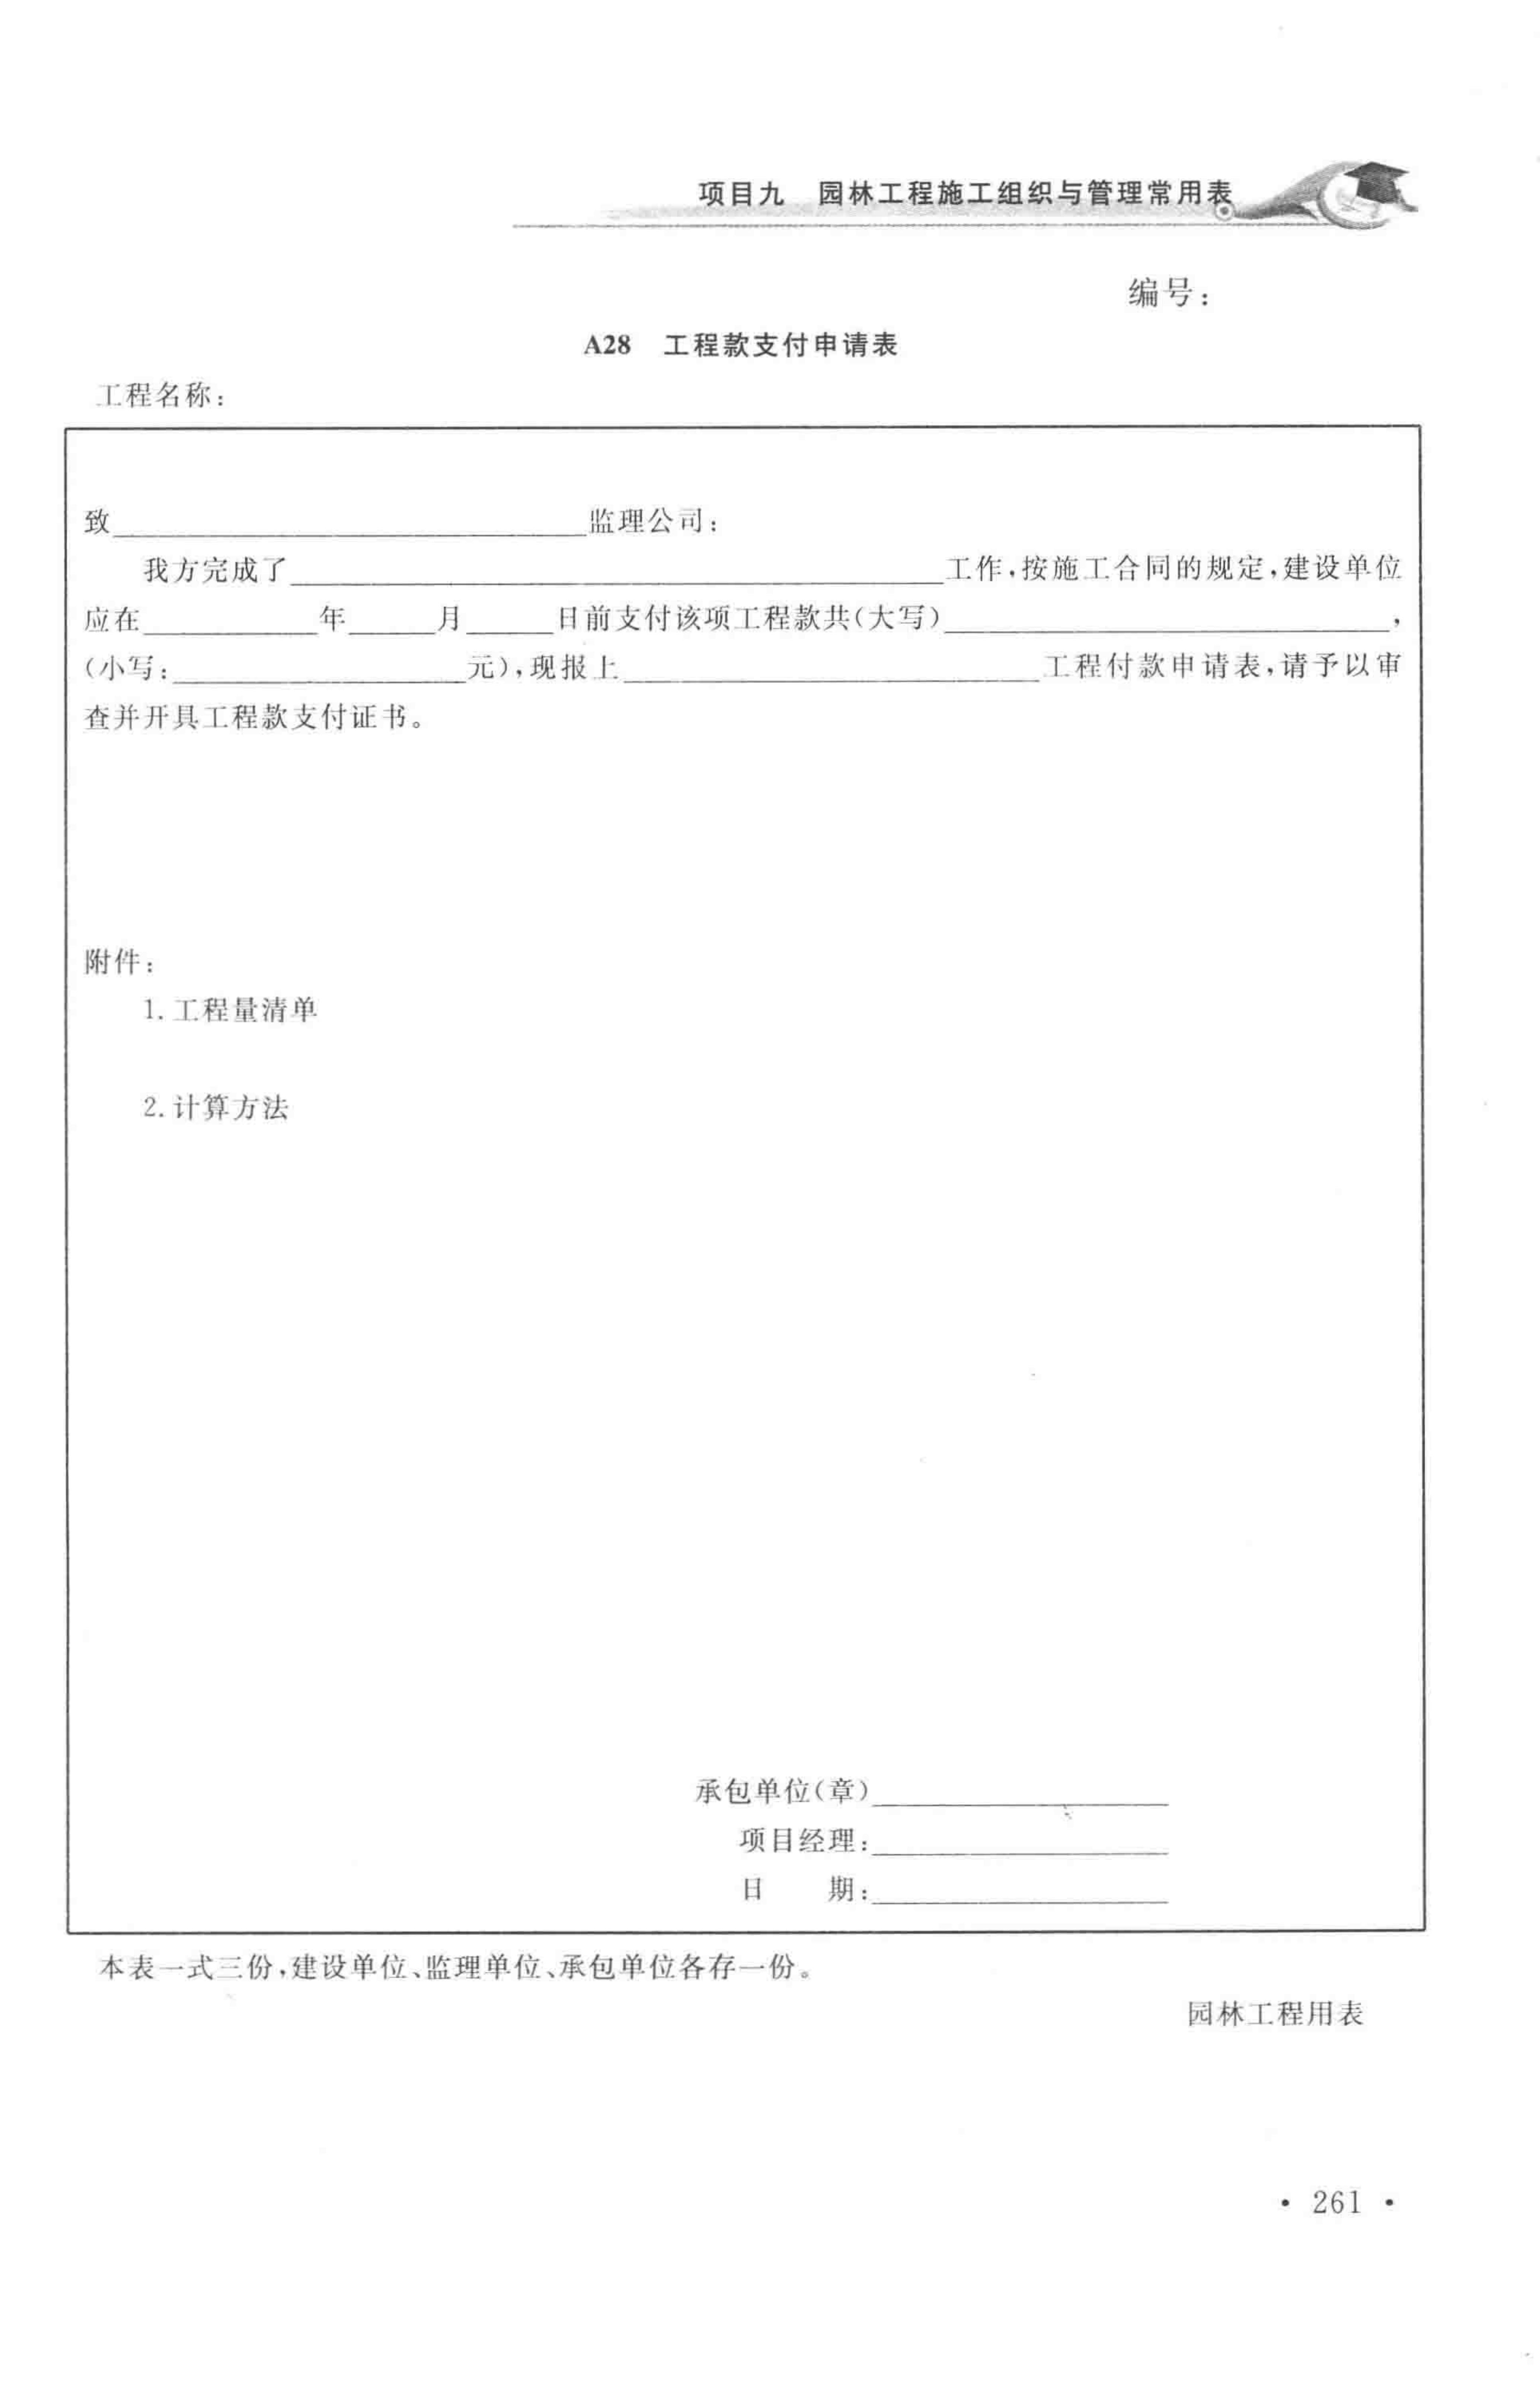 项目九 园林工程施工组织与管理常用表
编号:
A28 工程款支付申请表
工程名称:
致________________监理公司:
我方完成了______________________工作,按施工合同的规定,建设单位
应在______年___月___日前支付该项工程款共(大写)_______________,
(小写:__________元),现报上______________工程付款申请表,请予以审
查并开具工程款支付证书。
附件:
1. 工程量清单
2. 计算方法
承包单位(章)__________
项目经理:__________
日 期:__________
本表一式三份,建设单位、监理单位、承包单位各存一份。
园林工程用表
• 261 •